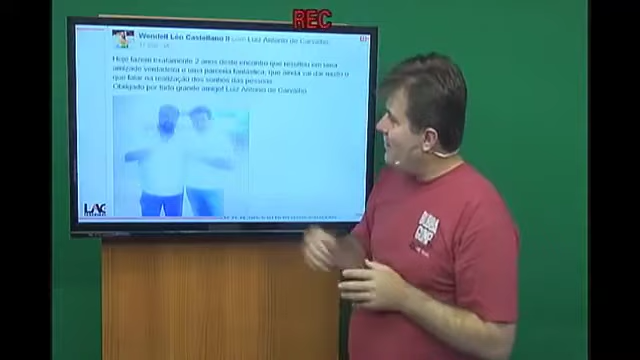 REC
Wendell Léo Castellano II com Luiz Antonio de Carvalho.
Hoje fazem exatamente 2 anos deste encontro que resultou em uma
amizade verdadeira e uma parceria fantástica, que ainda vai dar muito o
que falar na realização dos sonhos das pessoas.
Obrigado por tudo grande amigo! Luiz Antonio de Carvalho
LAC